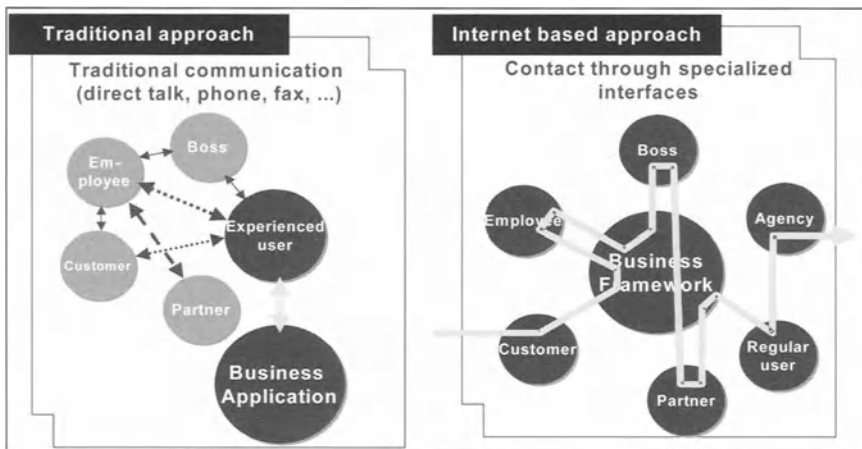 Traditional approach
Traditional communication
(direct talk, phone, fax, ...)
Boss
Em-
ployee
Experienced
user
Customer
Partner
Business
Application
Internet based approach
Contact through specialized
interfaces
Boss
Employee
Agency
Business
Framework
Customer
Regular
user
Partner